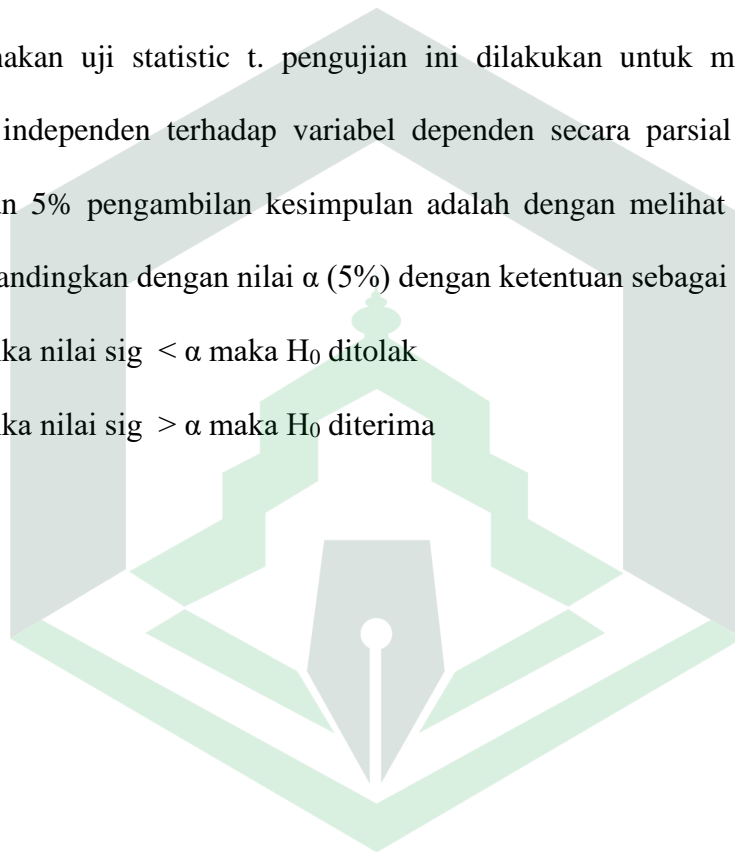 nakan uji statistic t. pengujian ini dilakukan untuk m
independen terhadap variabel dependen secara parsial
n 5% pengambilan kesimpulan adalah dengan melihat
andingkan dengan nilai α (5%) dengan ketentuan sebagai
ka nilai sig < α maka H₀ ditolak
ka nilai sig > α maka H₀ diterima